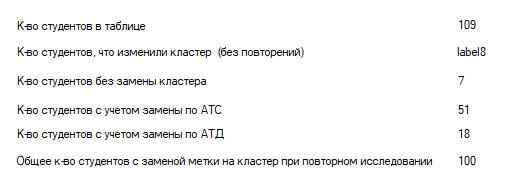 К-во студентов в таблице 109
К-во студентов, что изменили кластер (без повторений) label8
К-во студентов без замены кластера 7
К-во студентов с учетом замены по АТС 51
К-во студентов с учетом замены по АТД 18
Общее к-во студентов с заменой метки на кластер при повторном исследовании 100